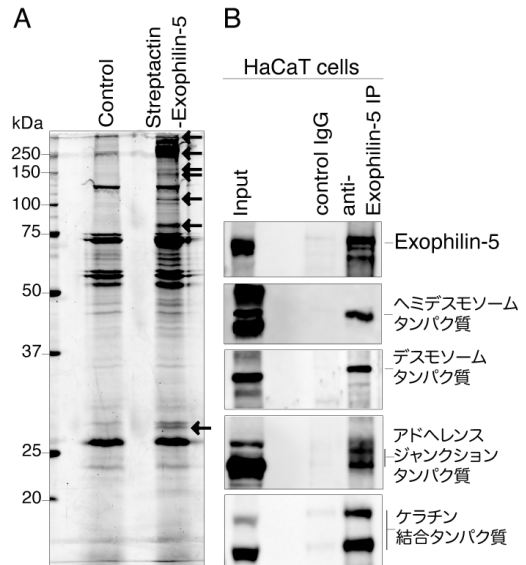 A
B
HaCaT cells
kDa
Control
Streptactin
-Exophilin-5
Input
control IgG
anti-
Exophilin-5 IP
250
150
100
75
50
37
25
20
Exophilin-5
ヘミデスモソーム
タンパク質
デスモソーム
タンパク質
アドヘレンス
ジャンクション
タンパク質
ケラチン
結合タンパク質